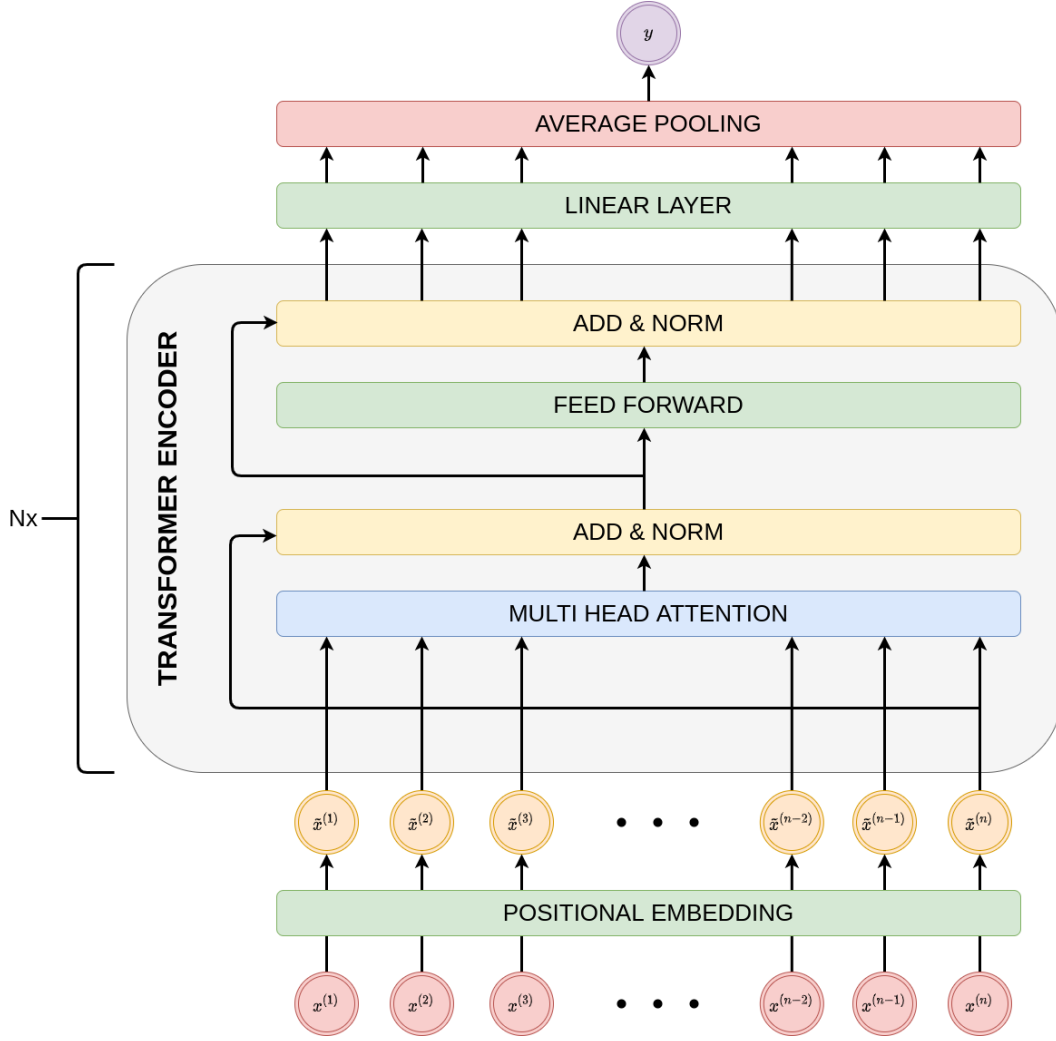 y
AVERAGE POOLING
LINEAR LAYER
ADD & NORM
FEED FORWARD
TRANSFORMER ENCODER
Nx
ADD & NORM
MULTI HEAD ATTENTION
x̃⁽¹⁾ x̃⁽²⁾ x̃⁽³⁾ • • • x̃⁽ⁿ⁻²⁾ x̃⁽ⁿ⁻¹⁾ x̃⁽ⁿ⁾
POSITIONAL EMBEDDING
x⁽¹⁾ x⁽²⁾ x⁽³⁾ • • • x⁽ⁿ⁻²⁾ x⁽ⁿ⁻¹⁾ x⁽ⁿ⁾